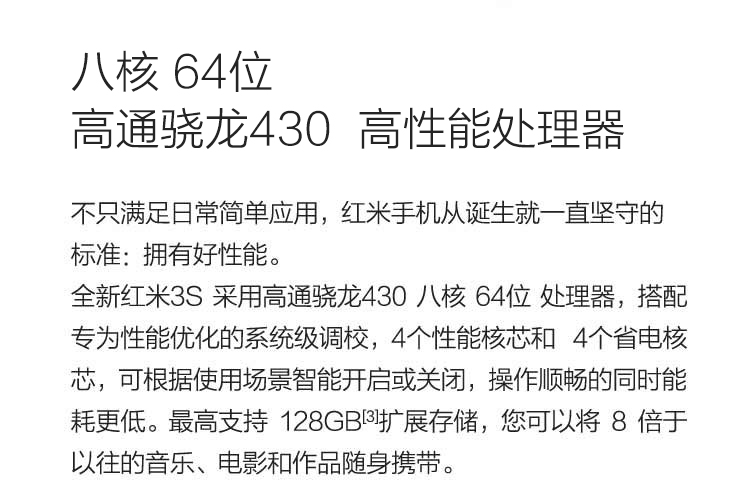 八核 64位
高通骁龙430 高性能处理器
不只满足日常简单应用，红米手机从诞生就一直坚守的
标准：拥有好性能。
全新红米3S 采用高通骁龙430 八核 64位 处理器，搭配
专为性能优化的系统级调校，4个性能核芯和 4个省电核
芯，可根据使用场景智能开启或关闭，操作顺畅的同时能
耗更低。最高支持 128GB[3]扩展存储，您可以将 8 倍于
以往的音乐、电影和作品随身携带。